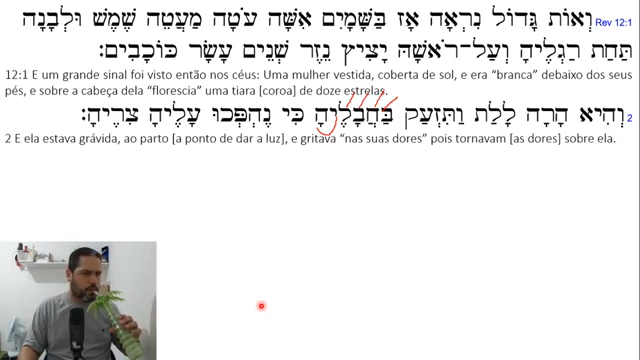 וְאוֹת גָּדוֹל נִרְאָה אָז בַּשָּׁמָיִם אִשָּׁה עֹטָה מַעֲטֵה שֶׁמֶשׁ וּלְבָנָה Rev 12:1
תַּחַת רַגְלֶיהָ וְעַל־רֹאשָׁהּ יָצִיץ נֵזֶר שְׁנֵים עָשָׂר כּוֹכָבִים׃
12:1 E um grande sinal foi visto então nos céus: Uma mulher vestida, coberta de sol, e era “branca” debaixo dos seus
pés, e sobre a cabeça dela “florescia” uma tiara [coroa] de doze estrelas.
וְהִיא הָרָה לָלַת וַתִּזְעַק בַּחֲבָלֶיהָ כִּי נֶהְפְּכוּ עָלֶיהָ צִרֶיהָ׃ 2
2 E ela estava grávida, ao parto [a ponto de dar a luz], e gritava “nas suas dores” pois tornavam [as dores] sobre ela.